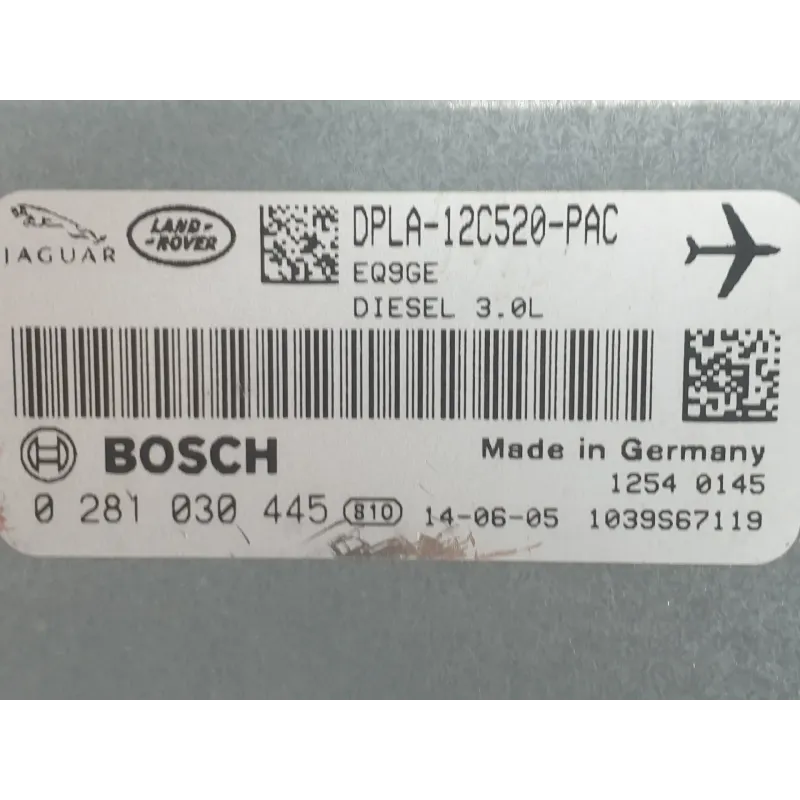 JAGUAR
LAND-
-ROVER
DPLA-12C520-PAC
EQ9GE
DIESEL 3.0L
BOSCH
Made in Germany
1254 0145
0 281 030 445 810 14-06-05 1039S67119